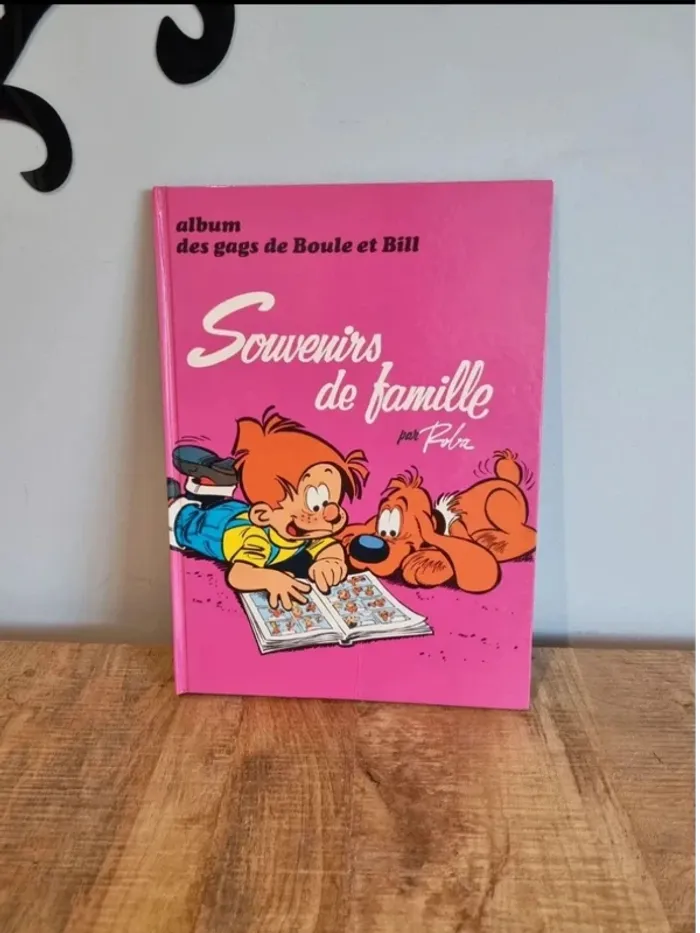 album
des gags de Boule et Bill
Souvenirs
de famille
par Roba